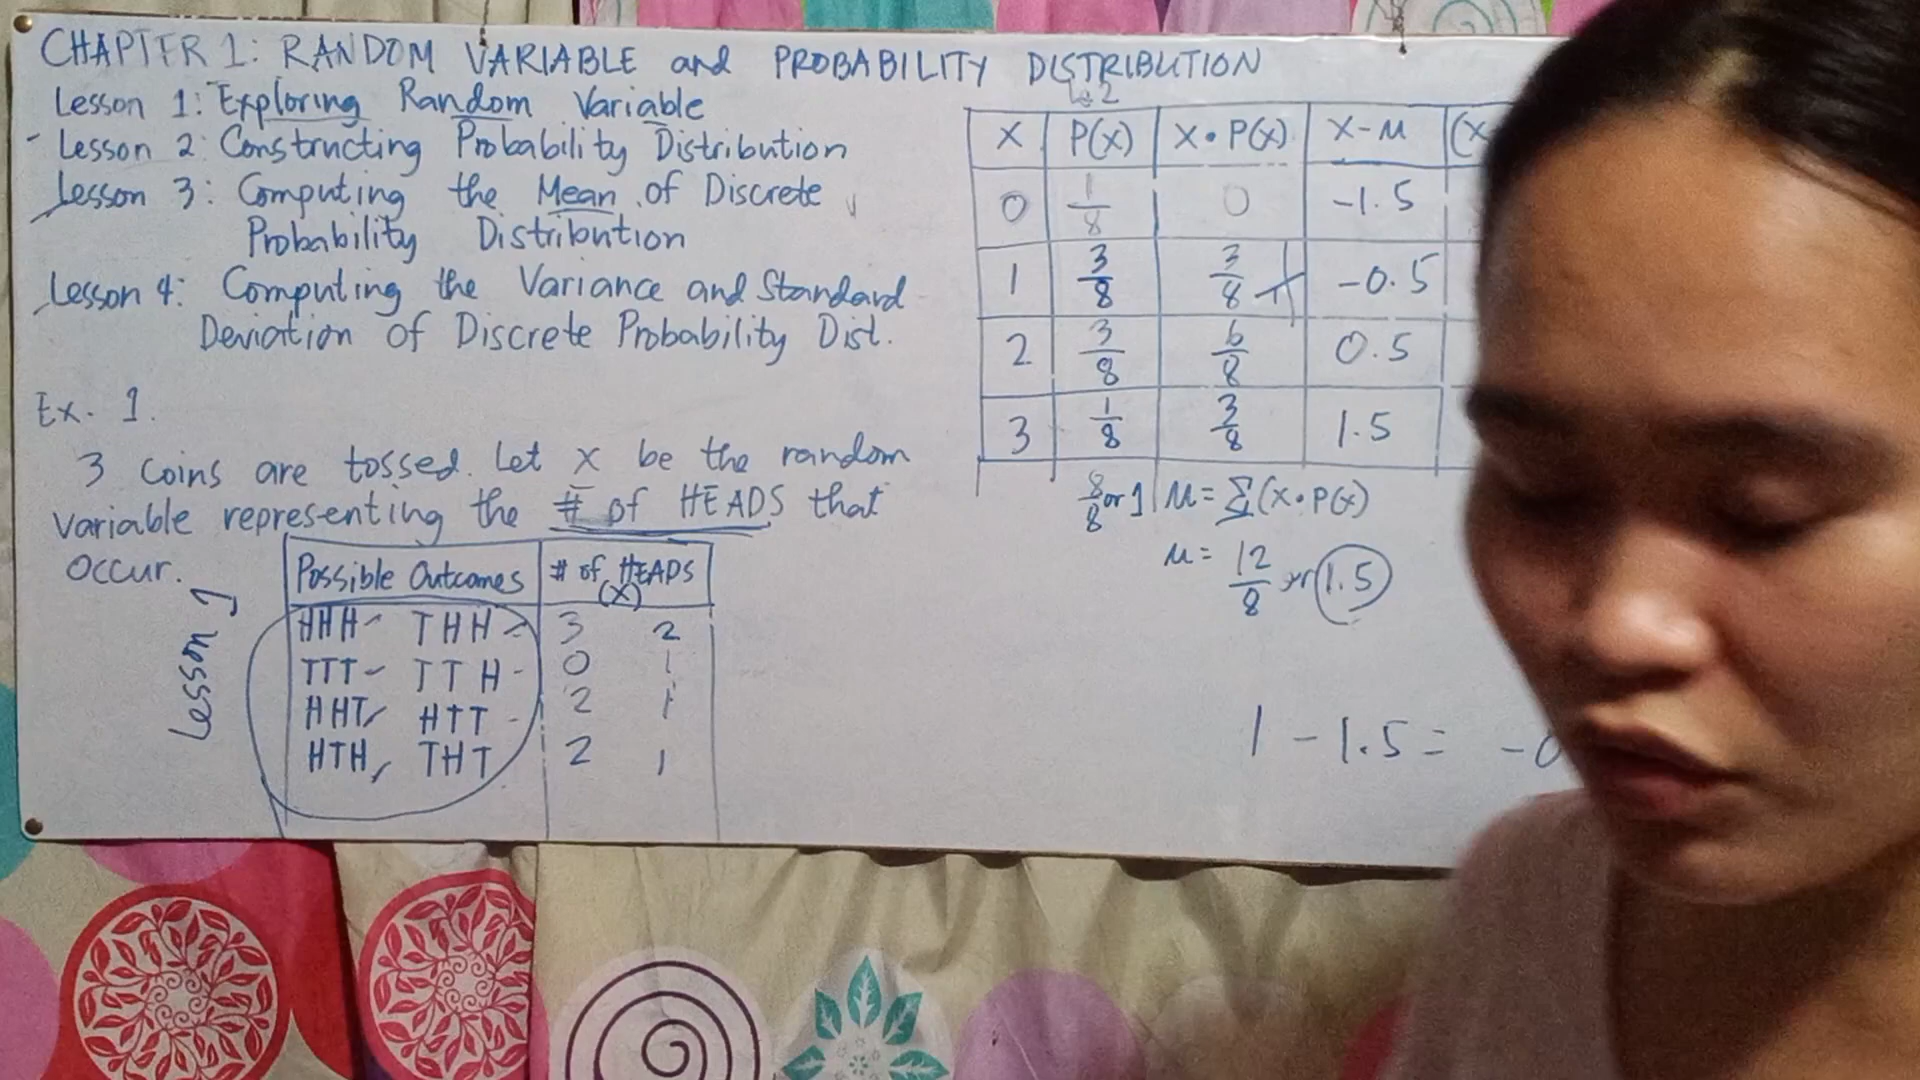 CHAPTER 1: RANDOM VARIABLE and PROBABILITY DISTRIBUTION
Lesson 1: Exploring Random Variable
Lesson 2: Constructing Probability Distribution
Lesson 3: Computing the Mean of Discrete
Probability Distribution
Lesson 4: Computing the Variance and Standard
Deviation of Discrete Probability Dist.
Ex. 1.
3 coins are tossed. Let X be the random
variable representing the # of HEADS that
occur.
Lesson 1
Possible Outcomes # of HEADS
(X)
HHH THH 3 2
TTT TTH 0 1
HHT HTT 2 1
HTH, THT 2 1
X P(X) X•P(X) X-μ (X
0 1/8 0 -1.5
1 3/8 3/8 + -0.5
2 3/8 6/8 0.5
3 1/8 3/8 1.5
8/8 or 1 μ = Σ(X•P(X)
μ = 12/8 or 1.5
1 - 1.5 = -0